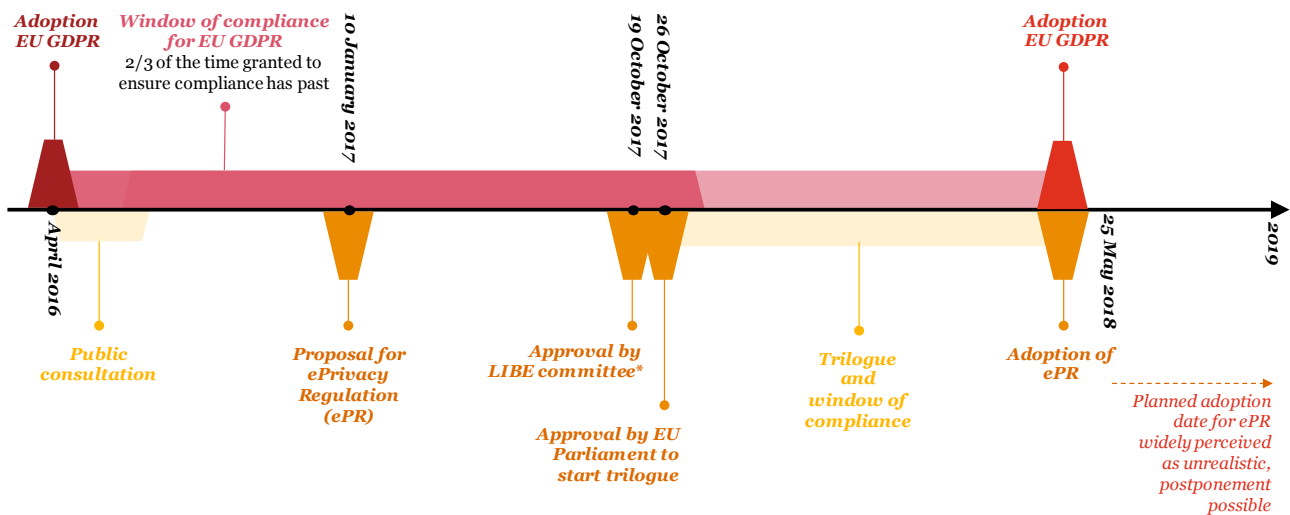 Adoption
EU GDPR
Window of compliance
for EU GDPR
2/3 of the time granted to
ensure compliance has past
10 January 2017
19 October 2017
26 October 2017
Adoption
EU GDPR
April 2016
25 May 2018
2019
Public
consultation
Proposal for
ePrivacy
Regulation
(ePR)
Approval by
LIBE committee*
Approval by EU
Parliament to
start trilogue
Trilogue
and
window of
compliance
Adoption of
ePR
Planned adoption
date for ePR
widely perceived
as unrealistic,
postponement
possible